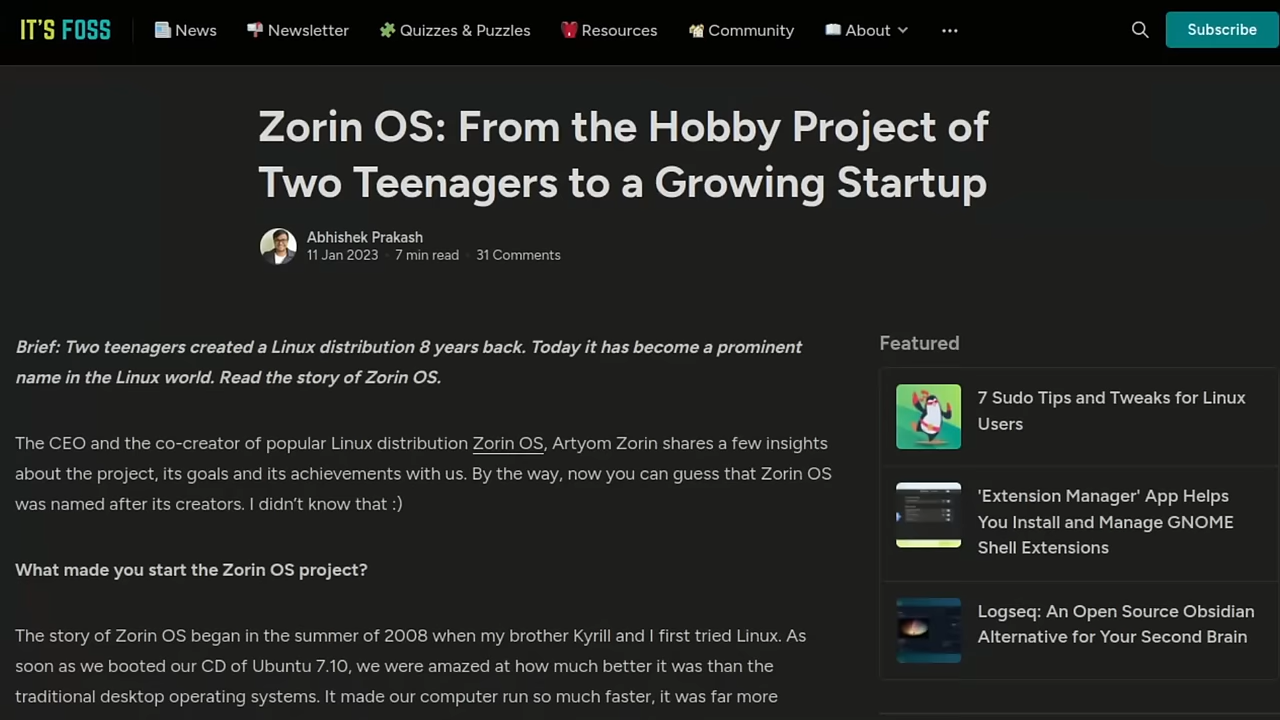 IT'S FOSS
News
Newsletter
Quizzes & Puzzles
Resources
Community
About
Subscribe
Zorin OS: From the Hobby Project of
Two Teenagers to a Growing Startup
Abhishek Prakash
11 Jan 2023 · 7 min read · 31 Comments
Brief: Two teenagers created a Linux distribution 8 years back. Today it has become a prominent
name in the Linux world. Read the story of Zorin OS.
The CEO and the co-creator of popular Linux distribution Zorin OS, Artyom Zorin shares a few insights
about the project, its goals and its achievements with us. By the way, now you can guess that Zorin OS
was named after its creators. I didn’t know that :)
What made you start the Zorin OS project?
The story of Zorin OS began in the summer of 2008 when my brother Kyrill and I first tried Linux. As
soon as we booted our CD of Ubuntu 7.10, we were amazed at how much better it was than the
traditional desktop operating systems. It made our computer run so much faster, it was far more
Featured
7 Sudo Tips and Tweaks for Linux
Users
'Extension Manager' App Helps
You Install and Manage GNOME
Shell Extensions
Logseq: An Open Source Obsidian
Alternative for Your Second Brain